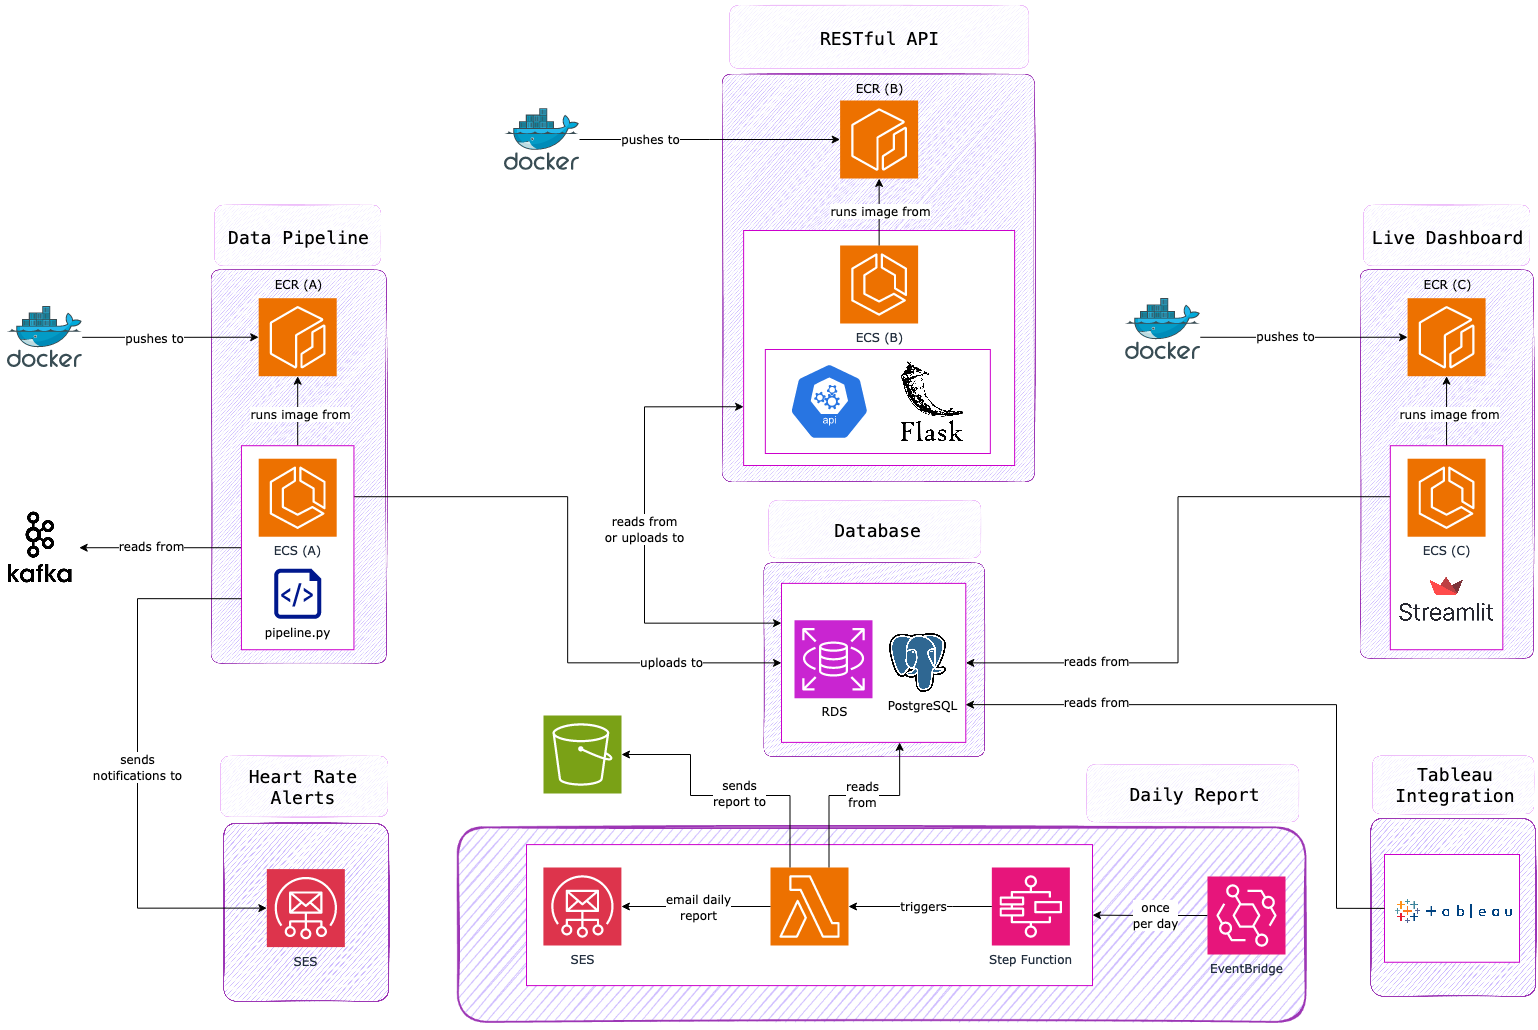 RESTful API
ECR (B)
docker
pushes to
runs image from
ECS (B)
api
Flask
Data Pipeline
ECR (A)
docker
pushes to
runs image from
ECS (A)
pipeline.py
kafka
reads from
sends
notifications to
uploads to
reads from
or uploads to
Live Dashboard
ECR (C)
docker
pushes to
runs image from
ECS (C)
Streamlit
reads from
Database
RDS
PostgreSQL
reads from
Heart Rate
Alerts
SES
sends
report to
reads
from
Daily Report
SES
email daily
report
triggers
Step Function
once
per day
EventBridge
Tableau
Integration
+ableau